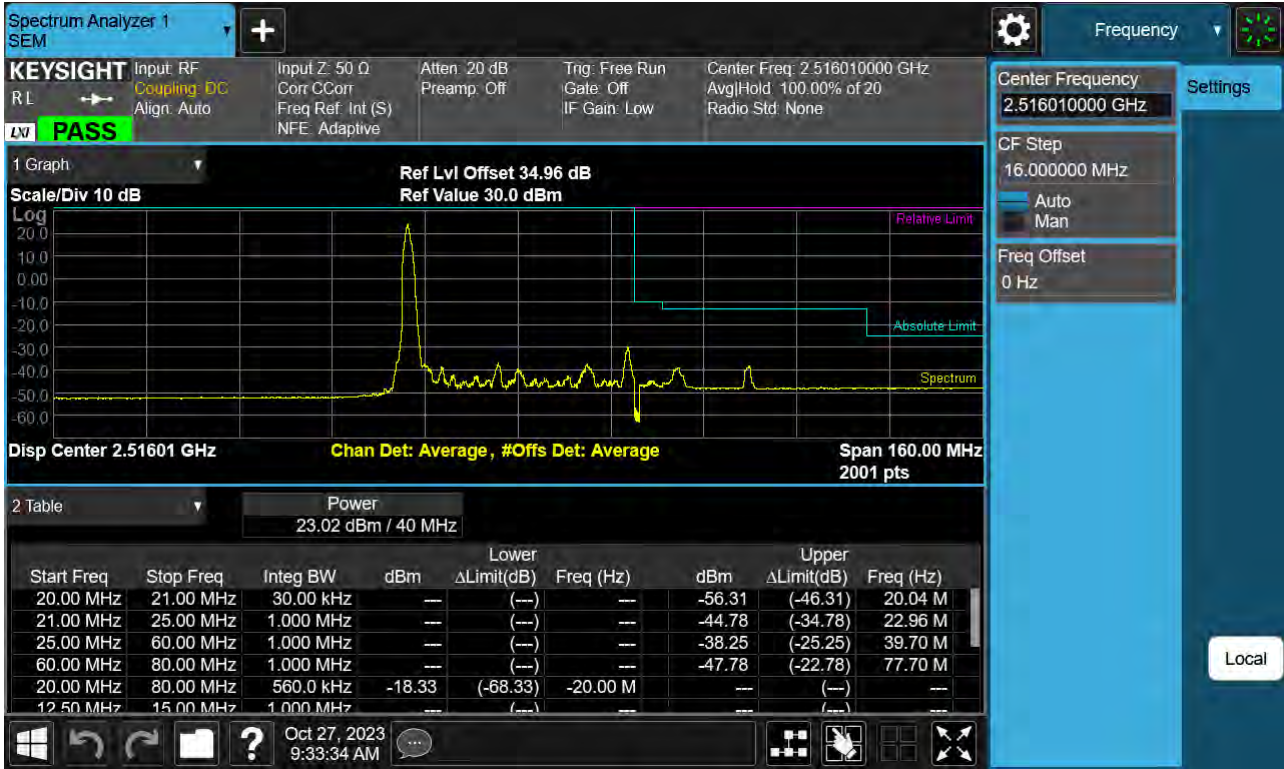 Spectrum Analyzer 1
SEM
Frequency
KEYSIGHT
RL
LXI
PASS
Input: RF
Coupling: DC
Align: Auto
Input Z: 50 Ω
Corr CCorr
Freq Ref: Int (S)
NFE: Adaptive
Atten: 20 dB
Preamp: Off
Trig: Free Run
Gate: Off
IF Gain: Low
Center Freq: 2.516010000 GHz
Avg|Hold: 100.00% of 20
Radio Std: None
Center Frequency
2.516010000 GHz
Settings
CF Step
16.000000 MHz
Auto
Man
Freq Offset
0 Hz
1 Graph
Scale/Div 10 dB
Ref Lvl Offset 34.96 dB
Ref Value 30.0 dBm
Log
20.0
10.0
0.00
-10.0
-20.0
-30.0
-40.0
-50.0
-60.0
Relative Limit
Absolute Limit
Spectrum
Disp Center 2.51601 GHz
Chan Det: Average, #Offs Det: Average
Span 160.00 MHz
2001 pts
2 Table
Power
23.02 dBm / 40 MHz
Lower Upper
Start Freq Stop Freq Integ BW dBm ΔLimit(dB) Freq (Hz) dBm ΔLimit(dB) Freq (Hz)
20.00 MHz 21.00 MHz 30.00 kHz --- (---) --- -56.31 (-46.31) 20.04 M
21.00 MHz 25.00 MHz 1.000 MHz --- (---) --- -44.78 (-34.78) 22.96 M
25.00 MHz 60.00 MHz 1.000 MHz --- (---) --- -38.25 (-25.25) 39.70 M
60.00 MHz 80.00 MHz 1.000 MHz --- (---) --- -47.78 (-22.78) 77.70 M
20.00 MHz 80.00 MHz 560.0 kHz -18.33 (-68.33) -20.00 M --- (---) ---
12.50 MHz 15.00 MHz 1.000 MHz --- (---) --- --- (---) ---
Local
Oct 27, 2023
9:33:34 AM